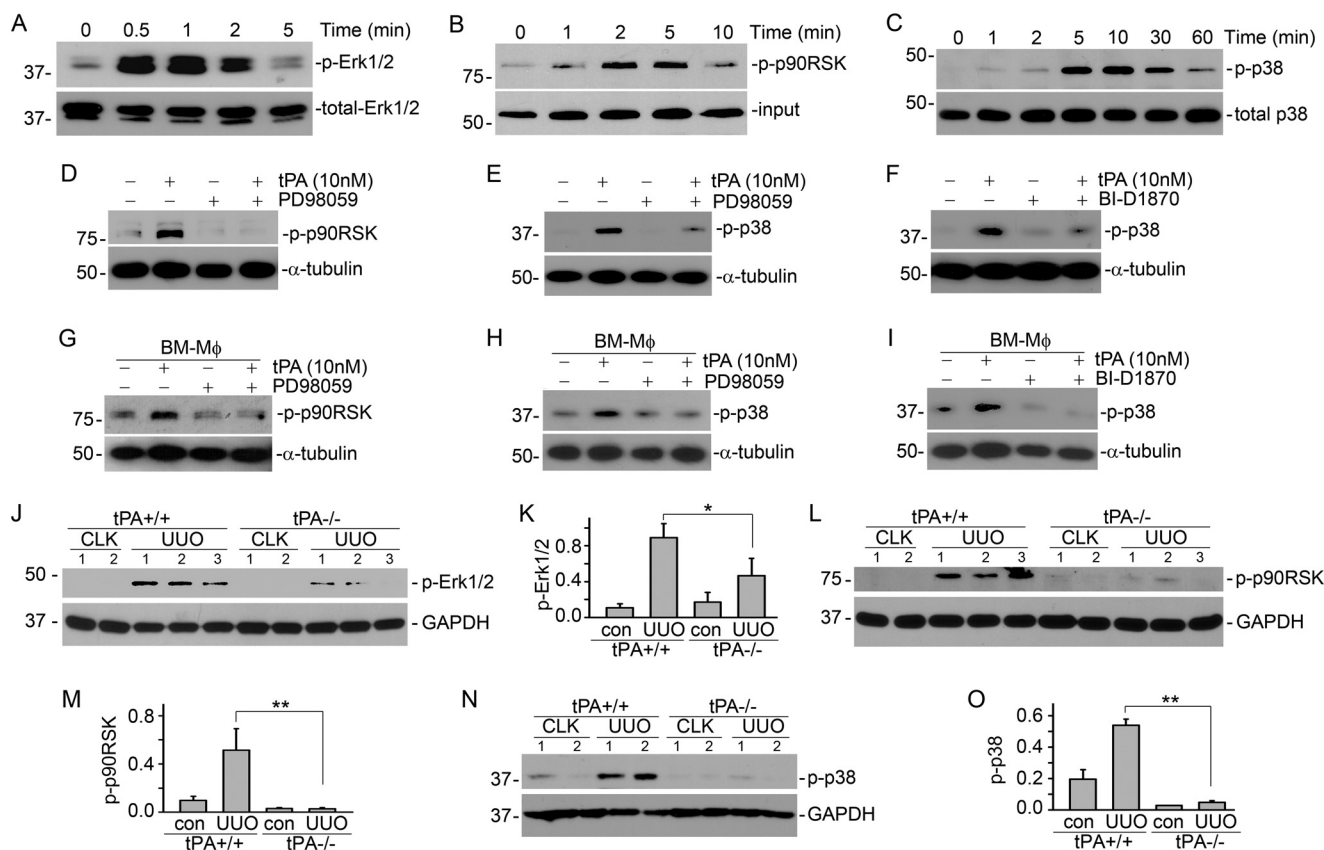 A
0 0.5 1 2 5 Time (min)
-p-Erk1/2
37-
-total-Erk1/2
37-
B
0 1 2 5 10 Time (min)
-p-p90RSK
75-
-input
50-
C
0 1 2 5 10 30 60 Time (min)
50-
-p-p38
50-
-total p38
D
– + – + tPA (10nM)
– – + + PD98059
-p-p90RSK
75-
50- -α-tubulin
E
– + – + tPA (10nM)
– – + + PD98059
37- -p-p38
50- -α-tubulin
F
– + – + tPA (10nM)
– – + + BI-D1870
37- -p-p38
50- -α-tubulin
G
BM-Mϕ
– + – + tPA (10nM)
– – + + PD98059
75- -p-p90RSK
50- -α-tubulin
H
BM-Mϕ
– + – + tPA (10nM)
– – + + PD98059
37- -p-p38
50- -α-tubulin
I
BM-Mϕ
– + – + tPA (10nM)
– – + + BI-D1870
37- -p-p38
50- -α-tubulin
J
tPA+/+ tPA-/-
CLK UUO CLK UUO
1 2 1 2 3 1 2 1 2 3
50 -
- p-Erk1/2
37 - - GAPDH
K
*
p-Erk1/2
0.8
0.4
0.0
con UUO con UUO
tPA+/+ tPA-/-
L
tPA+/+ tPA-/-
CLK UUO CLK UUO
1 2 1 2 3 1 2 1 2 3
75- -p-p90RSK
37- - GAPDH
M
**
p-p90RSK
0.8
0.4
0.0
con UUO con UUO
tPA+/+ tPA-/-
N
tPA+/+ tPA-/-
CLK UUO CLK UUO
1 2 1 2 1 2 1 2
37- -p-p38
37- -GAPDH
O
**
p-p38
0.6
0.4
0.2
0.0
con UUO con UUO
tPA+/+ tPA-/-